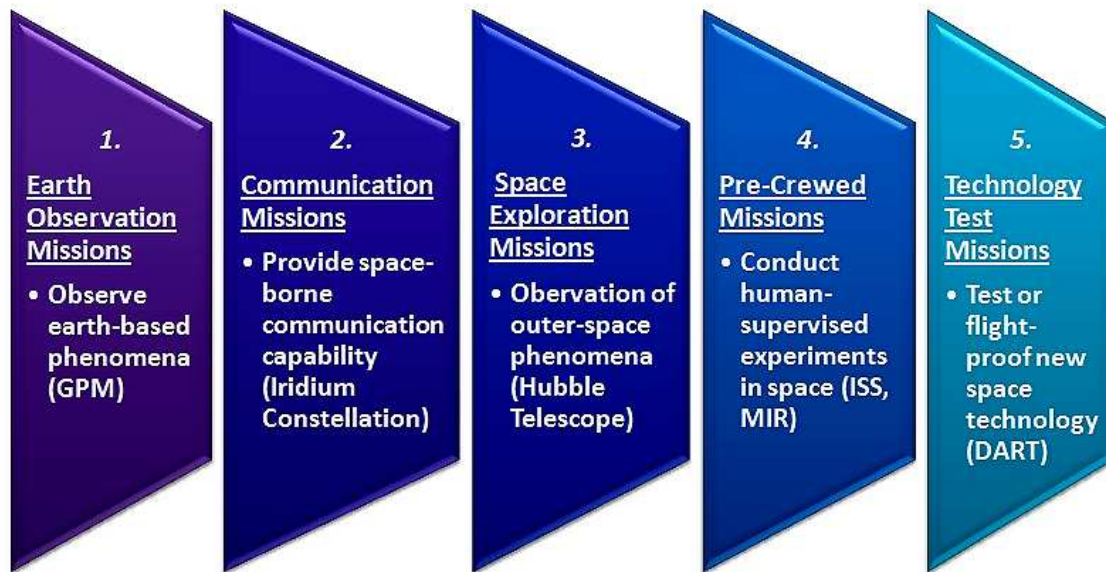 1.
Earth
Observation
Missions
• Observe
earth-based
phenomena
(GPM)
2.
Communication
Missions
• Provide space-
borne
communication
capability
(Iridium
Constellation)
3.
Space
Exploration
Missions
• Obervation of
outer-space
phenomena
(Hubble
Telescope)
4.
Pre-Crewed
Missions
• Conduct
human-
supervised
experiments
in space (ISS,
MIR)
5.
Technology
Test
Missions
• Test or
flight-
proof new
space
technology
(DART)